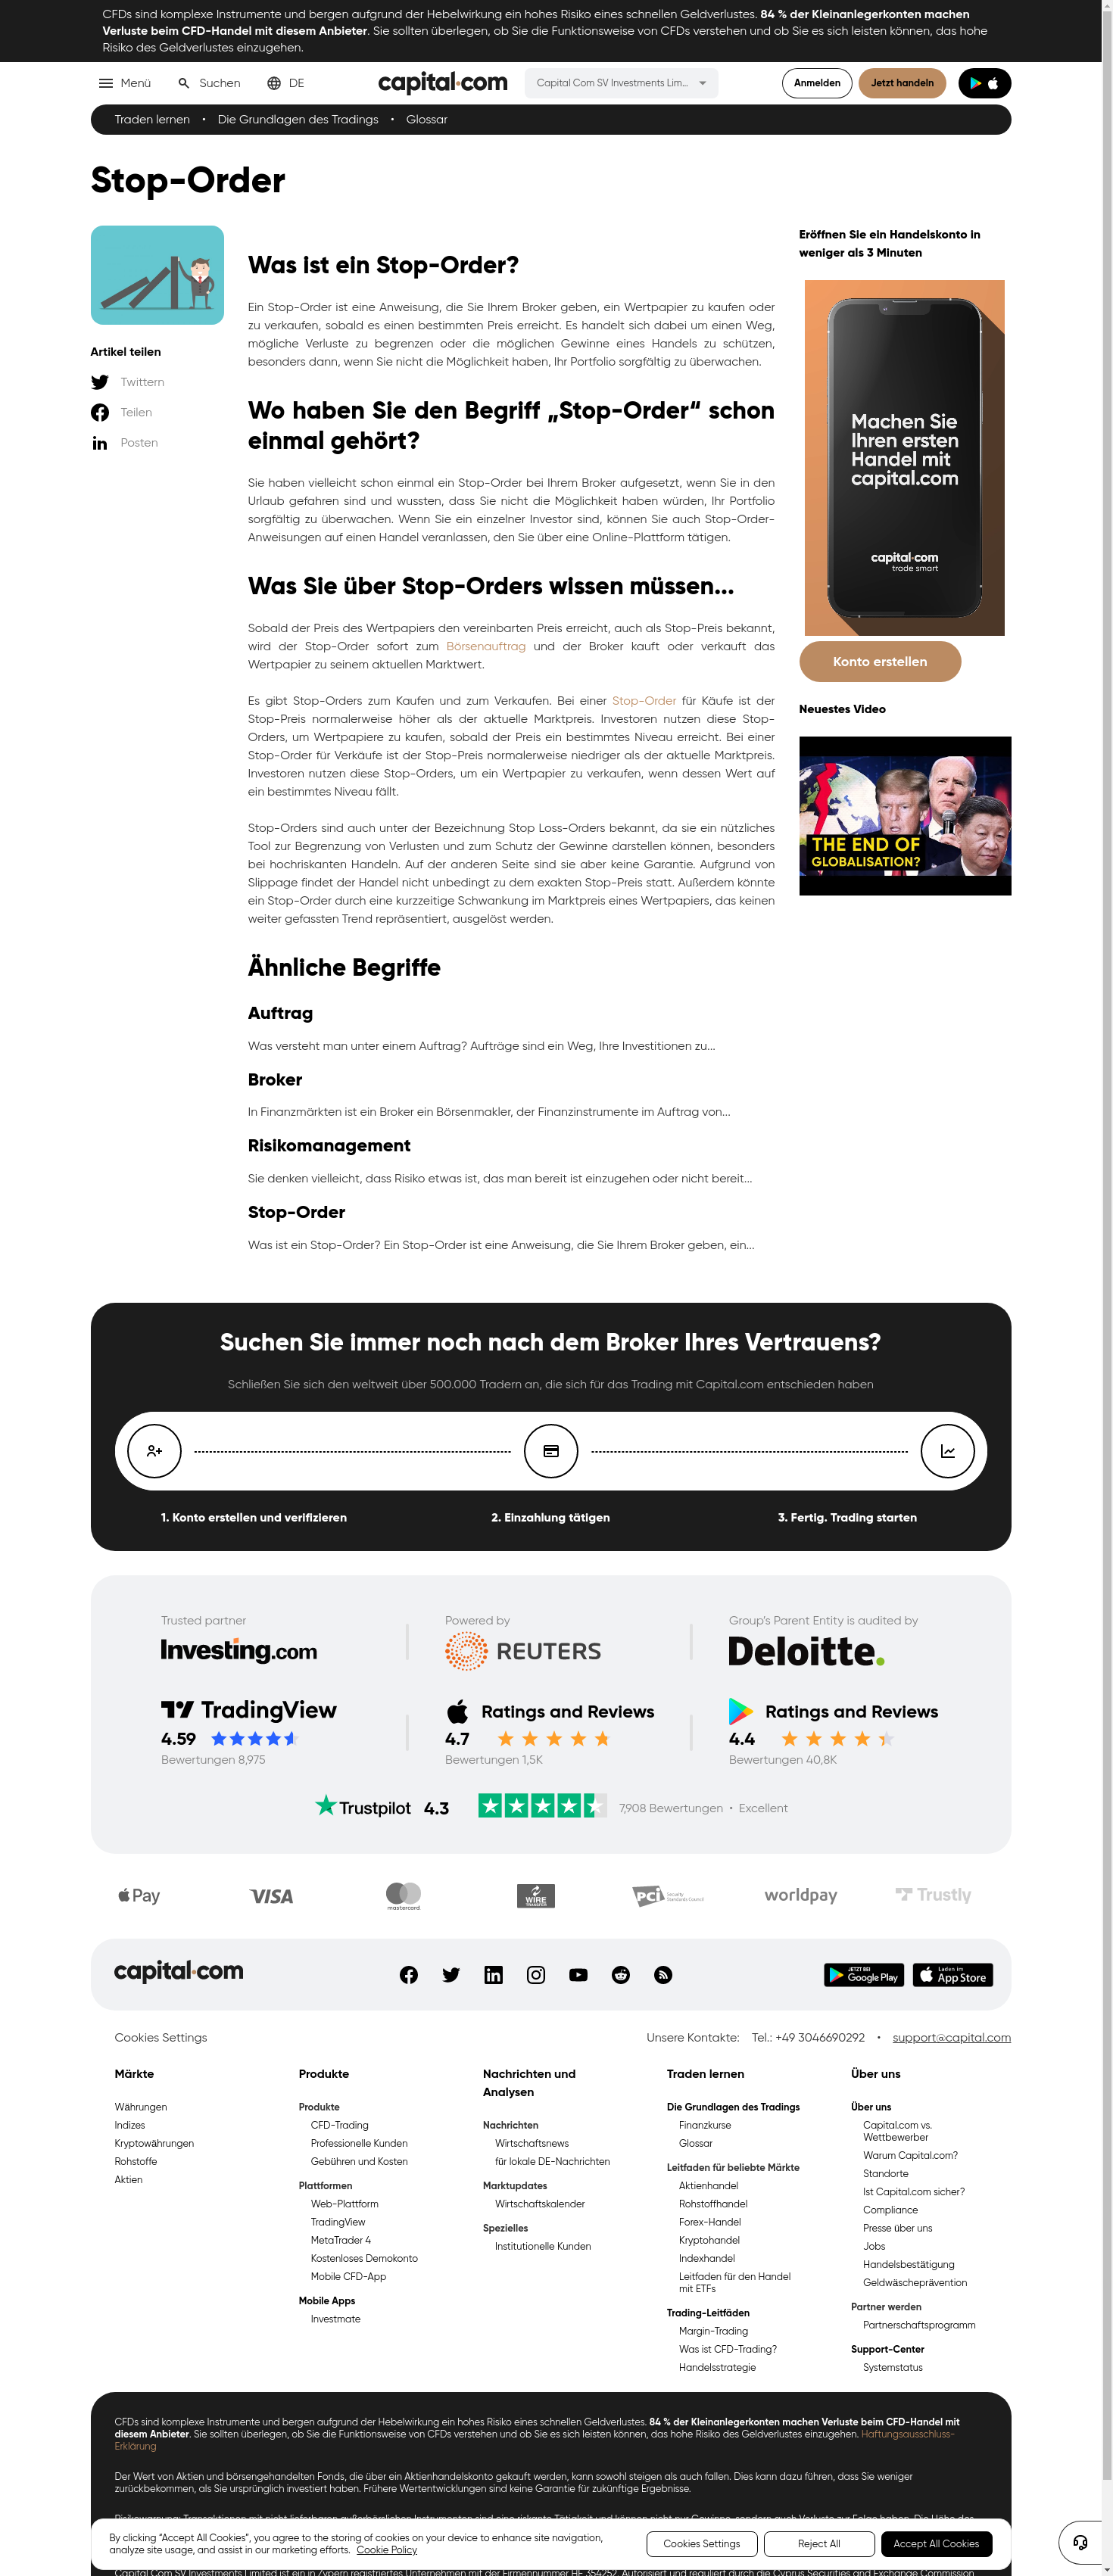 CFDs sind komplexe Instrumente und bergen aufgrund der Hebelwirkung ein hohes Risiko eines schnellen Geldverlustes. 84 % der Kleinanlegerkonten machen
Verluste beim CFD-Handel mit diesem Anbieter. Sie sollten überlegen, ob Sie die Funktionsweise von CFDs verstehen und ob Sie es sich leisten können, das hohe
Risiko des Geldverlustes einzugehen.
Menü Suchen DE capital.com Capital Com SV Investments Lim... Anmelden Jetzt handeln
Traden lernen • Die Grundlagen des Tradings • Glossar
Stop-Order
Artikel teilen
Twittern
Teilen
Posten
Was ist ein Stop-Order?
Ein Stop-Order ist eine Anweisung, die Sie Ihrem Broker geben, ein Wertpapier zu kaufen oder
zu verkaufen, sobald es einen bestimmten Preis erreicht. Es handelt sich dabei um einen Weg,
mögliche Verluste zu begrenzen oder die möglichen Gewinne eines Handels zu schützen,
besonders dann, wenn Sie nicht die Möglichkeit haben, Ihr Portfolio sorgfältig zu überwachen.
Wo haben Sie den Begriff „Stop-Order“ schon
einmal gehört?
Sie haben vielleicht schon einmal ein Stop-Order bei Ihrem Broker aufgesetzt, wenn Sie in den
Urlaub gefahren sind und wussten, dass Sie nicht die Möglichkeit haben würden, Ihr Portfolio
sorgfältig zu überwachen. Wenn Sie ein einzelner Investor sind, können Sie auch Stop-Order-
Anweisungen auf einen Handel veranlassen, den Sie über eine Online-Plattform tätigen.
Was Sie über Stop-Orders wissen müssen...
Sobald der Preis des Wertpapiers den vereinbarten Preis erreicht, auch als Stop-Preis bekannt,
wird der Stop-Order sofort zum Börsenauftrag und der Broker kauft oder verkauft das
Wertpapier zu seinem aktuellen Marktwert.
Es gibt Stop-Orders zum Kaufen und zum Verkaufen. Bei einer Stop-Order für Käufe ist der
Stop-Preis normalerweise höher als der aktuelle Marktpreis. Investoren nutzen diese Stop-
Orders, um Wertpapiere zu kaufen, sobald der Preis ein bestimmtes Niveau erreicht. Bei einer
Stop-Order für Verkäufe ist der Stop-Preis normalerweise niedriger als der aktuelle Marktpreis.
Investoren nutzen diese Stop-Orders, um ein Wertpapier zu verkaufen, wenn dessen Wert auf
ein bestimmtes Niveau fällt.
Stop-Orders sind auch unter der Bezeichnung Stop Loss-Orders bekannt, da sie ein nützliches
Tool zur Begrenzung von Verlusten und zum Schutz der Gewinne darstellen können, besonders
bei hochriskanten Handeln. Auf der anderen Seite sind sie aber keine Garantie. Aufgrund von
Slippage findet der Handel nicht unbedingt zu dem exakten Stop-Preis statt. Außerdem könnte
ein Stop-Order durch eine kurzzeitige Schwankung im Marktpreis eines Wertpapiers, das keinen
weiter gefassten Trend repräsentiert, ausgelöst werden.
Ähnliche Begriffe
Auftrag
Was versteht man unter einem Auftrag? Aufträge sind ein Weg, Ihre Investitionen zu...
Broker
In Finanzmärkten ist ein Broker ein Börsenmakler, der Finanzinstrumente im Auftrag von...
Risikomanagement
Sie denken vielleicht, dass Risiko etwas ist, das man bereit ist einzugehen oder nicht bereit...
Stop-Order
Was ist ein Stop-Order? Ein Stop-Order ist eine Anweisung, die Sie Ihrem Broker geben, ein...
Eröffnen Sie ein Handelskonto in
weniger als 3 Minuten
Machen Sie
Ihren ersten
Handel mit
capital.com
capital.com
trade smart
Konto erstellen
Neuestes Video
THE END OF
GLOBALISATION?
Suchen Sie immer noch nach dem Broker Ihres Vertrauens?
Schließen Sie sich den weltweit über 500.000 Tradern an, die sich für das Trading mit Capital.com entschieden haben
1. Konto erstellen und verifizieren 2. Einzahlung tätigen 3. Fertig. Trading starten
Trusted partner Powered by Group's Parent Entity is audited by
Investing.com REUTERS Deloitte.
TradingView Ratings and Reviews Ratings and Reviews
4.59 4.7 4.4
Bewertungen 8,975 Bewertungen 1,5K Bewertungen 40,8K
Trustpilot 4.3 7,908 Bewertungen • Excellent
Pay VISA mastercard WIRE TRANSFER PCI Security Standards Council worldpay Trustly
capital.com JETZT BEI Google Play Laden im App Store
Cookies Settings Unsere Kontakte: Tel.: +49 3046690292 • support@capital.com
Märkte
Währungen
Indizes
Kryptowährungen
Rohstoffe
Aktien
Produkte
Produkte
CFD-Trading
Professionelle Kunden
Gebühren und Kosten
Plattformen
Web-Plattform
TradingView
MetaTrader 4
Kostenloses Demokonto
Mobile CFD-App
Mobile Apps
Investmate
Nachrichten und
Analysen
Nachrichten
Wirtschaftsnews
für lokale DE-Nachrichten
Marktupdates
Wirtschaftskalender
Spezielles
Institutionelle Kunden
Traden lernen
Die Grundlagen des Tradings
Finanzkurse
Glossar
Leitfaden für beliebte Märkte
Aktienhandel
Rohstoffhandel
Forex-Handel
Kryptohandel
Indexhandel
Leitfaden für den Handel
mit ETFs
Trading-Leitfäden
Margin-Trading
Was ist CFD-Trading?
Handelsstrategie
Über uns
Über uns
Capital.com vs.
Wettbewerber
Warum Capital.com?
Standorte
Ist Capital.com sicher?
Compliance
Presse über uns
Jobs
Handelsbestätigung
Geldwäscheprävention
Partner werden
Partnerschaftsprogramm
Support-Center
Systemstatus
CFDs sind komplexe Instrumente und bergen aufgrund der Hebelwirkung ein hohes Risiko eines schnellen Geldverlustes. 84 % der Kleinanlegerkonten machen Verluste beim CFD-Handel mit
diesem Anbieter. Sie sollten überlegen, ob Sie die Funktionsweise von CFDs verstehen und ob Sie es sich leisten können, das hohe Risiko des Geldverlustes einzugehen. Haftungsausschluss-
Erklärung
Der Wert von Aktien und börsengehandelten Fonds, die über ein Aktienhandelskonto gekauft werden, kann sowohl steigen als auch fallen. Dies kann dazu führen, dass Sie weniger
zurückbekommen, als Sie ursprünglich investiert haben. Frühere Wertentwicklungen sind keine Garantie für zukünftige Ergebnisse.
By clicking “Accept All Cookies”, you agree to the storing of cookies on your device to enhance site navigation,
analyze site usage, and assist in our marketing efforts. Cookie Policy
Cookies Settings Reject All Accept All Cookies
Capital Com SV Investments Limited ist ein in Zypern registriertes Unternehmen mit der Firmennummer HE 354252. Autorisiert und reguliert durch die Cyprus Securities and Exchange Commission